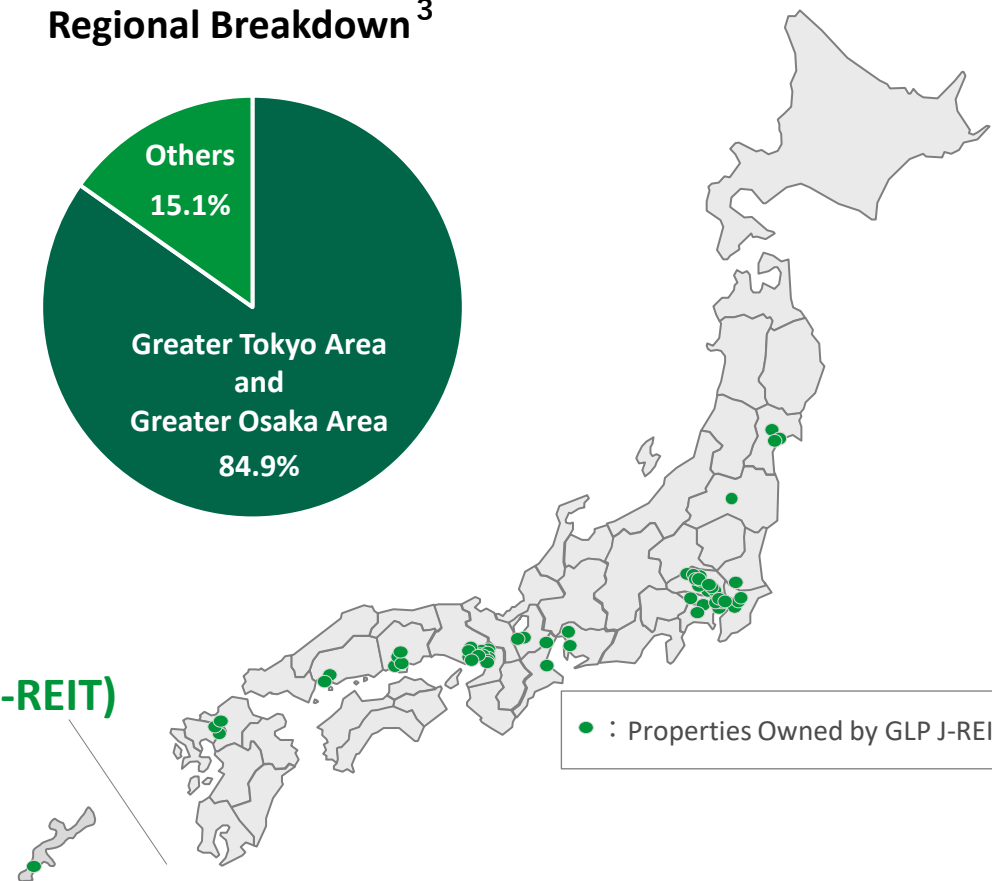 Regional Breakdown 3
Others
15.1%
Greater Tokyo Area
and
Greater Osaka Area
84.9%
-REIT)
: Properties Owned by GLP J-REI